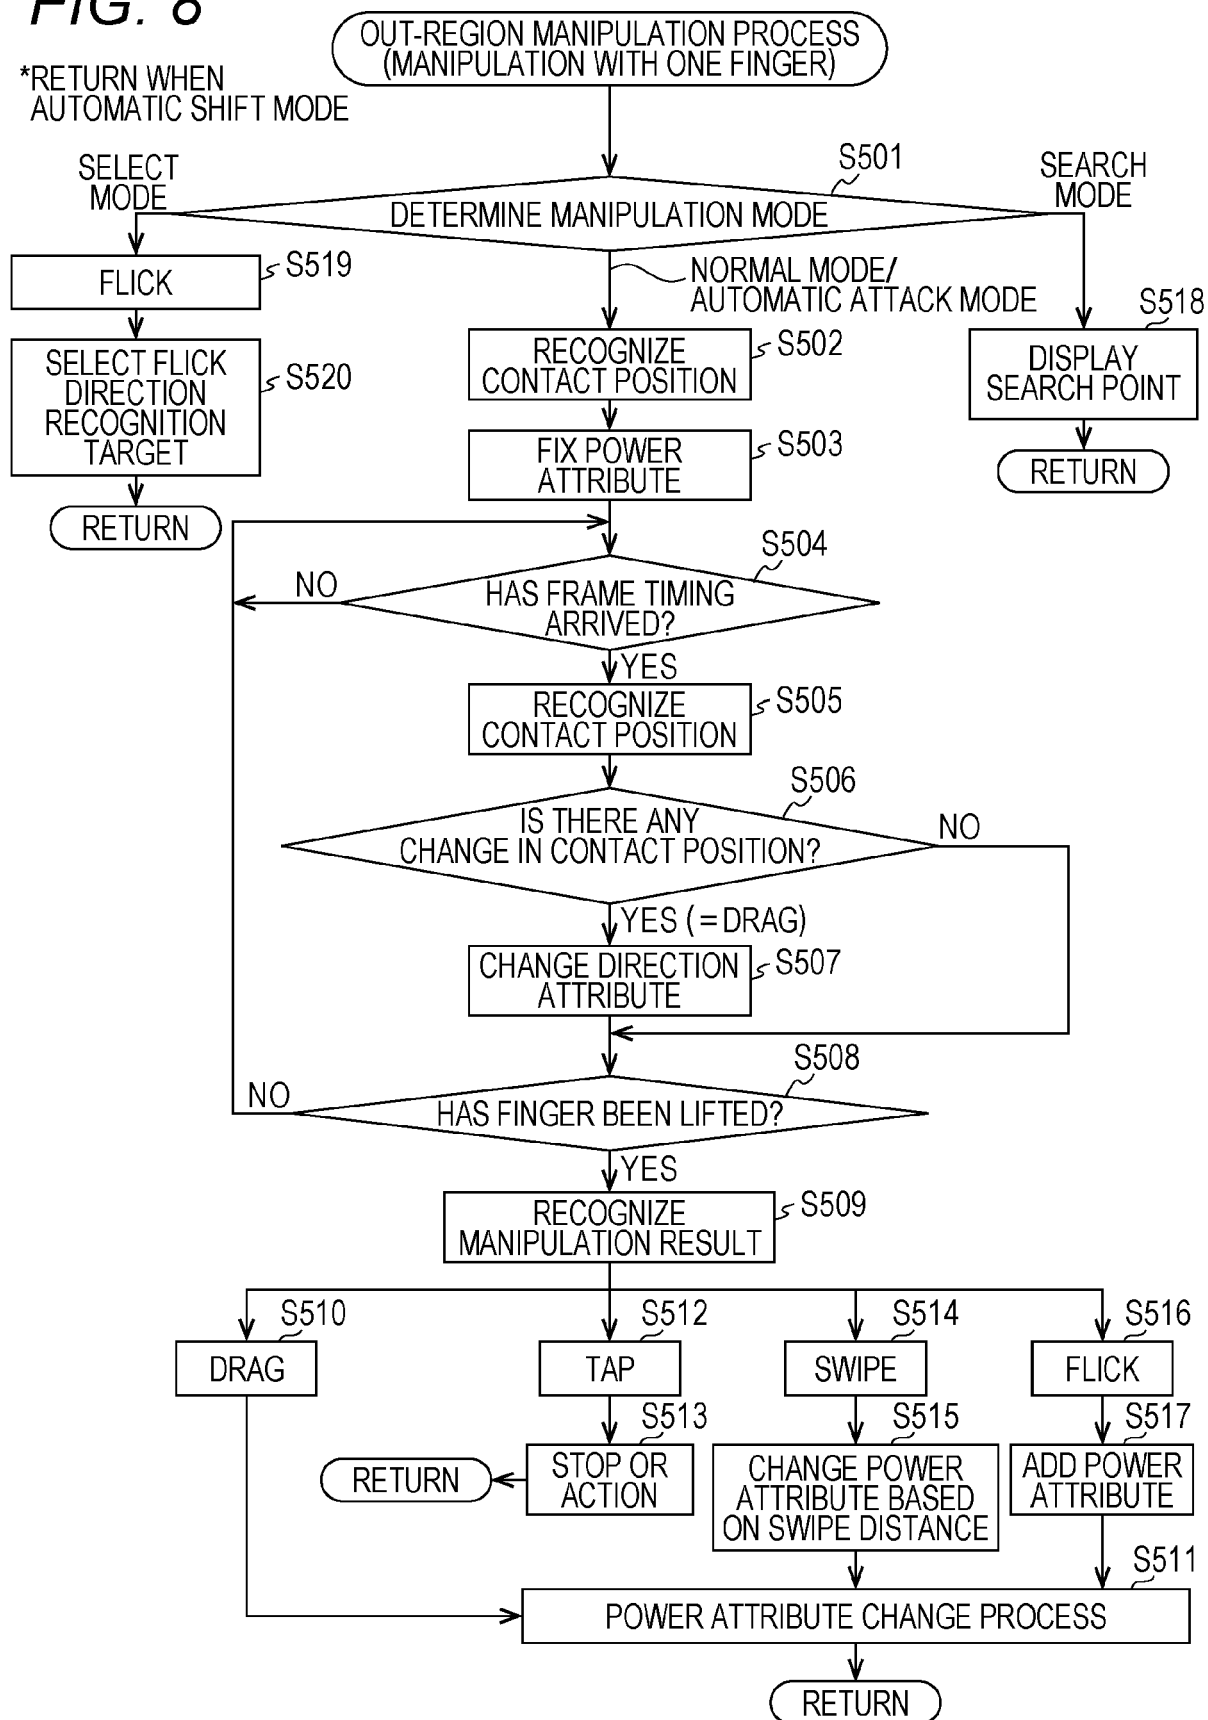 FIG. 6
OUT-REGION MANIPULATION PROCESS
(MANIPULATION WITH ONE FINGER)
*RETURN WHEN
AUTOMATIC SHIFT MODE
SELECT
MODE
S501
SEARCH
MODE
DETERMINE MANIPULATION MODE
FLICK
S519
NORMAL MODE/
AUTOMATIC ATTACK MODE
S518
SELECT FLICK
DIRECTION
RECOGNITION
TARGET
S520
RECOGNIZE
CONTACT POSITION
S502
DISPLAY
SEARCH POINT
FIX POWER
ATTRIBUTE
S503
RETURN
RETURN
S504
NO
HAS FRAME TIMING
ARRIVED?
YES
RECOGNIZE
CONTACT POSITION
S505
S506
IS THERE ANY
CHANGE IN CONTACT POSITION?
NO
YES (=DRAG)
CHANGE DIRECTION
ATTRIBUTE
S507
S508
NO
HAS FINGER BEEN LIFTED?
YES
RECOGNIZE
MANIPULATION RESULT
S509
S510
S512
S514
S516
DRAG
TAP
SWIPE
FLICK
S513
S515
S517
RETURN
STOP OR
ACTION
CHANGE POWER
ATTRIBUTE BASED
ON SWIPE DISTANCE
ADD POWER
ATTRIBUTE
S511
POWER ATTRIBUTE CHANGE PROCESS
RETURN